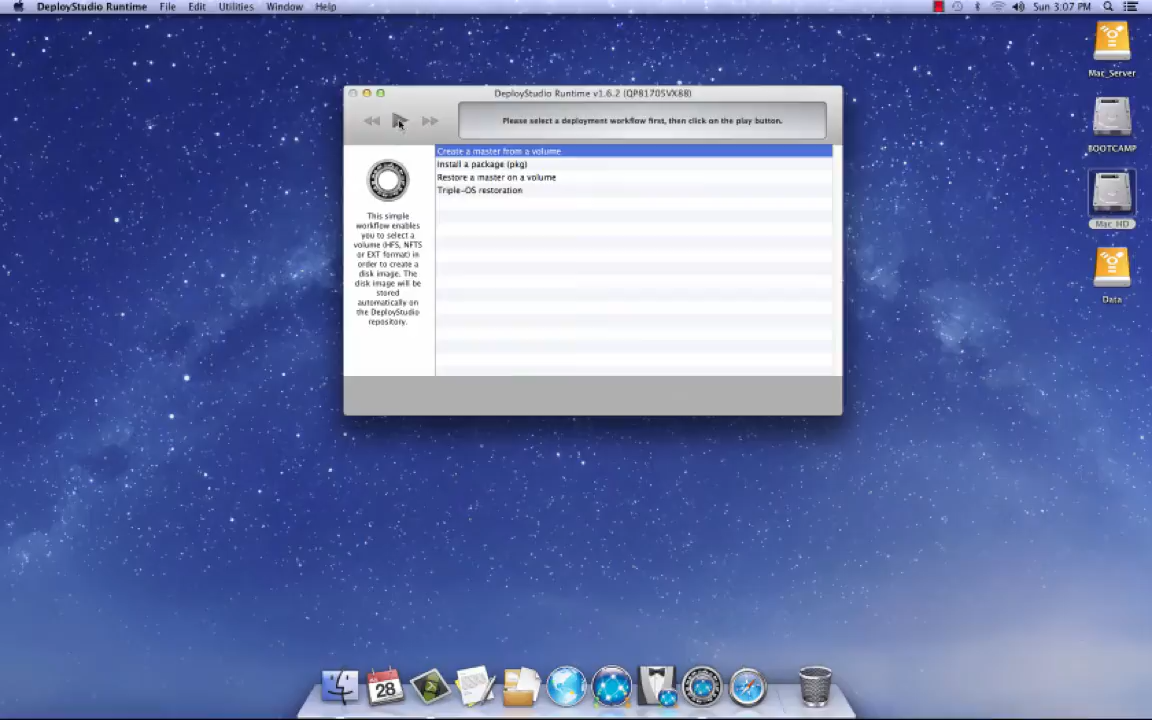 DeployStudio Runtime File Edit Utilities Window Help Sun 3:07 PM
Mac_Server
DeployStudio Runtime v1.6.2 (QP81705VX88)
Please select a deployment workflow first, then click on the play button.
BOOTCAMP
Create a master from a volume
Install a package (pkg)
Restore a master on a volume
Triple-OS restoration
This simple
workflow enables
you to select a
volume (HFS, NFTS
or EXT format) in
order to create a
disk image. The
disk image will be
stored
automatically on
the DeployStudio
repository.
Mac_HD
Data
28